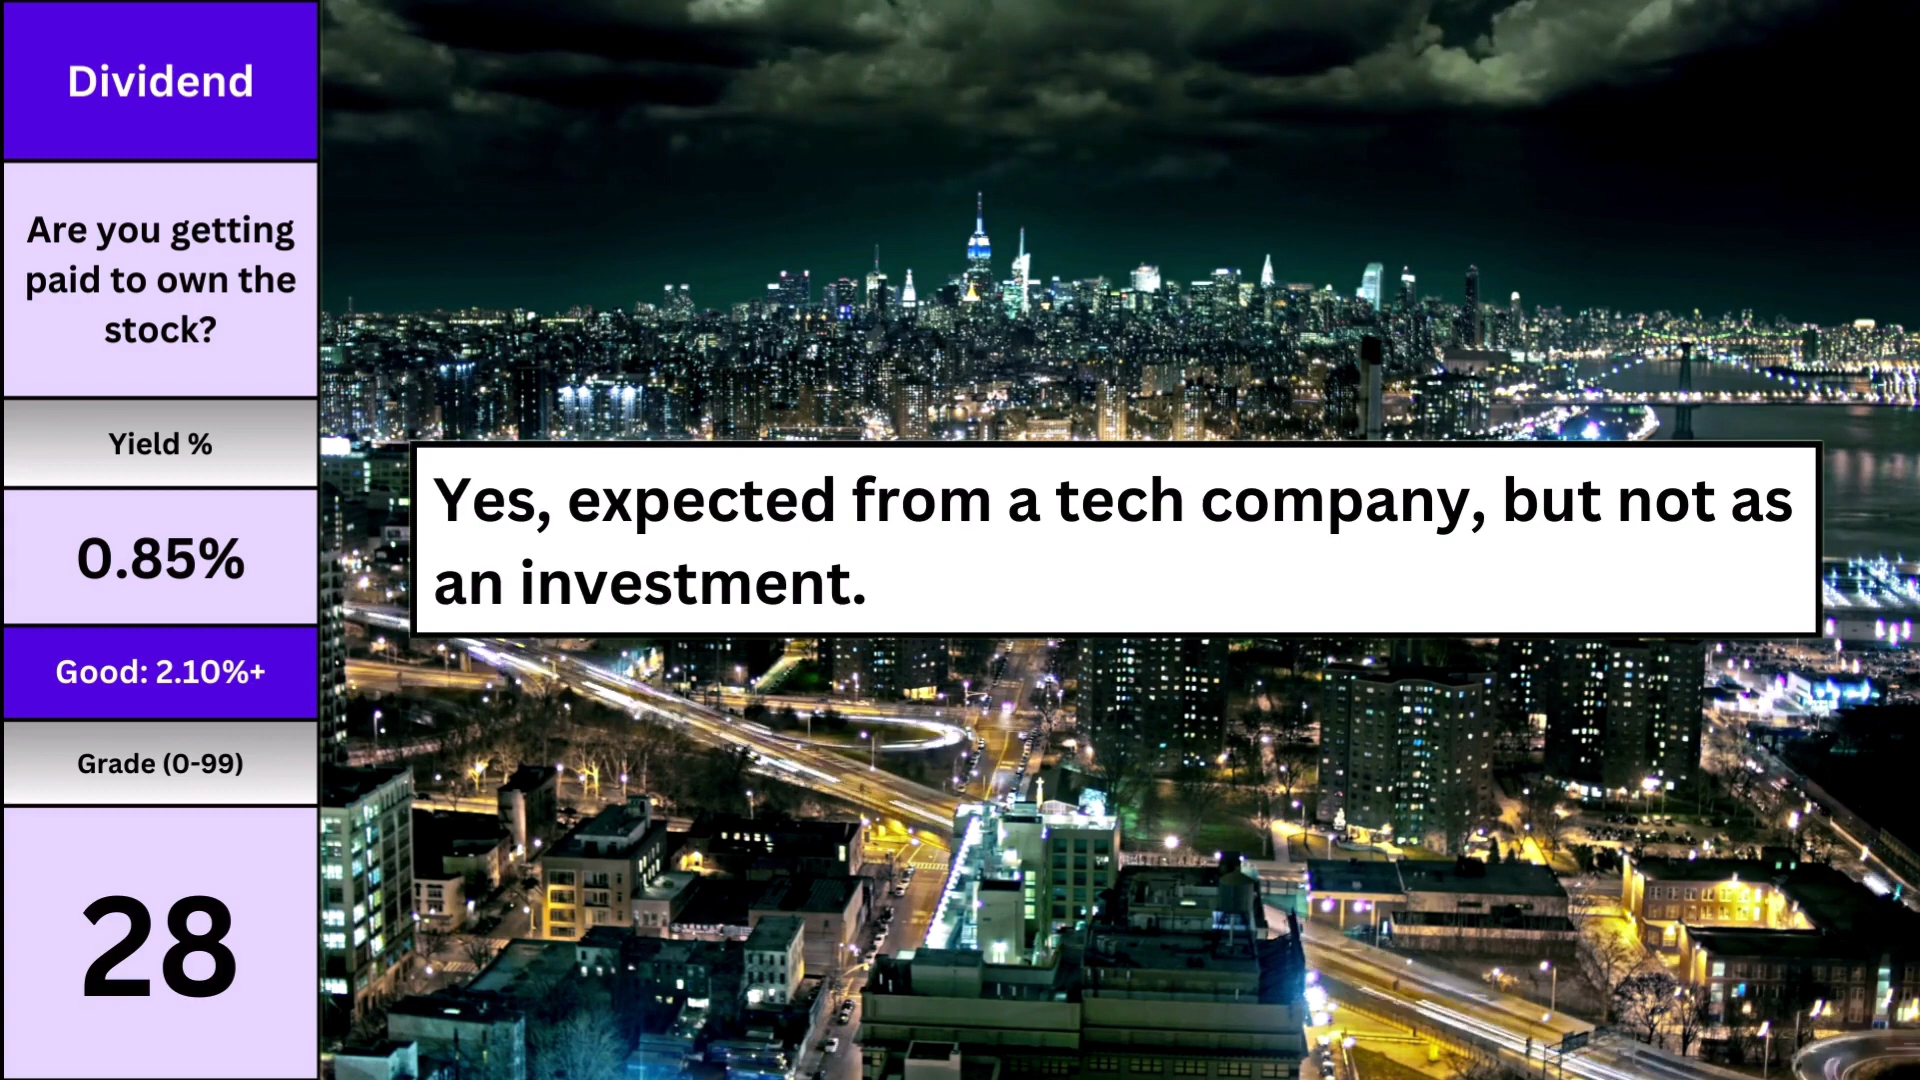 Dividend
Are you getting
paid to own the
stock?
Yield %
0.85%
Good: 2.10%+
Grade (0-99)
28
Yes, expected from a tech company, but not as
an investment.